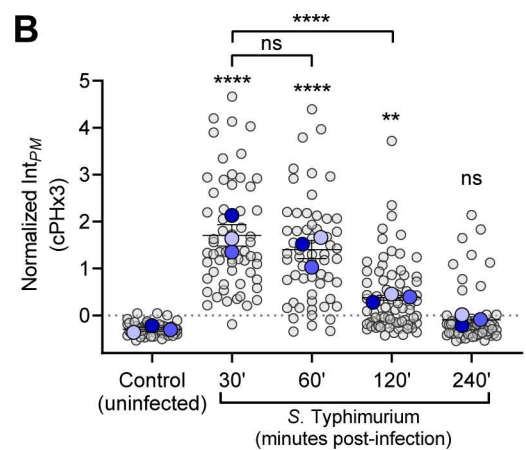 B
****
ns
****
****
**
ns
5
4
3
2
1
0
Normalized Int_PM
(cPHx3)
Control
(uninfected)
30'
60'
120'
240'
S. Typhimurium
(minutes post-infection)